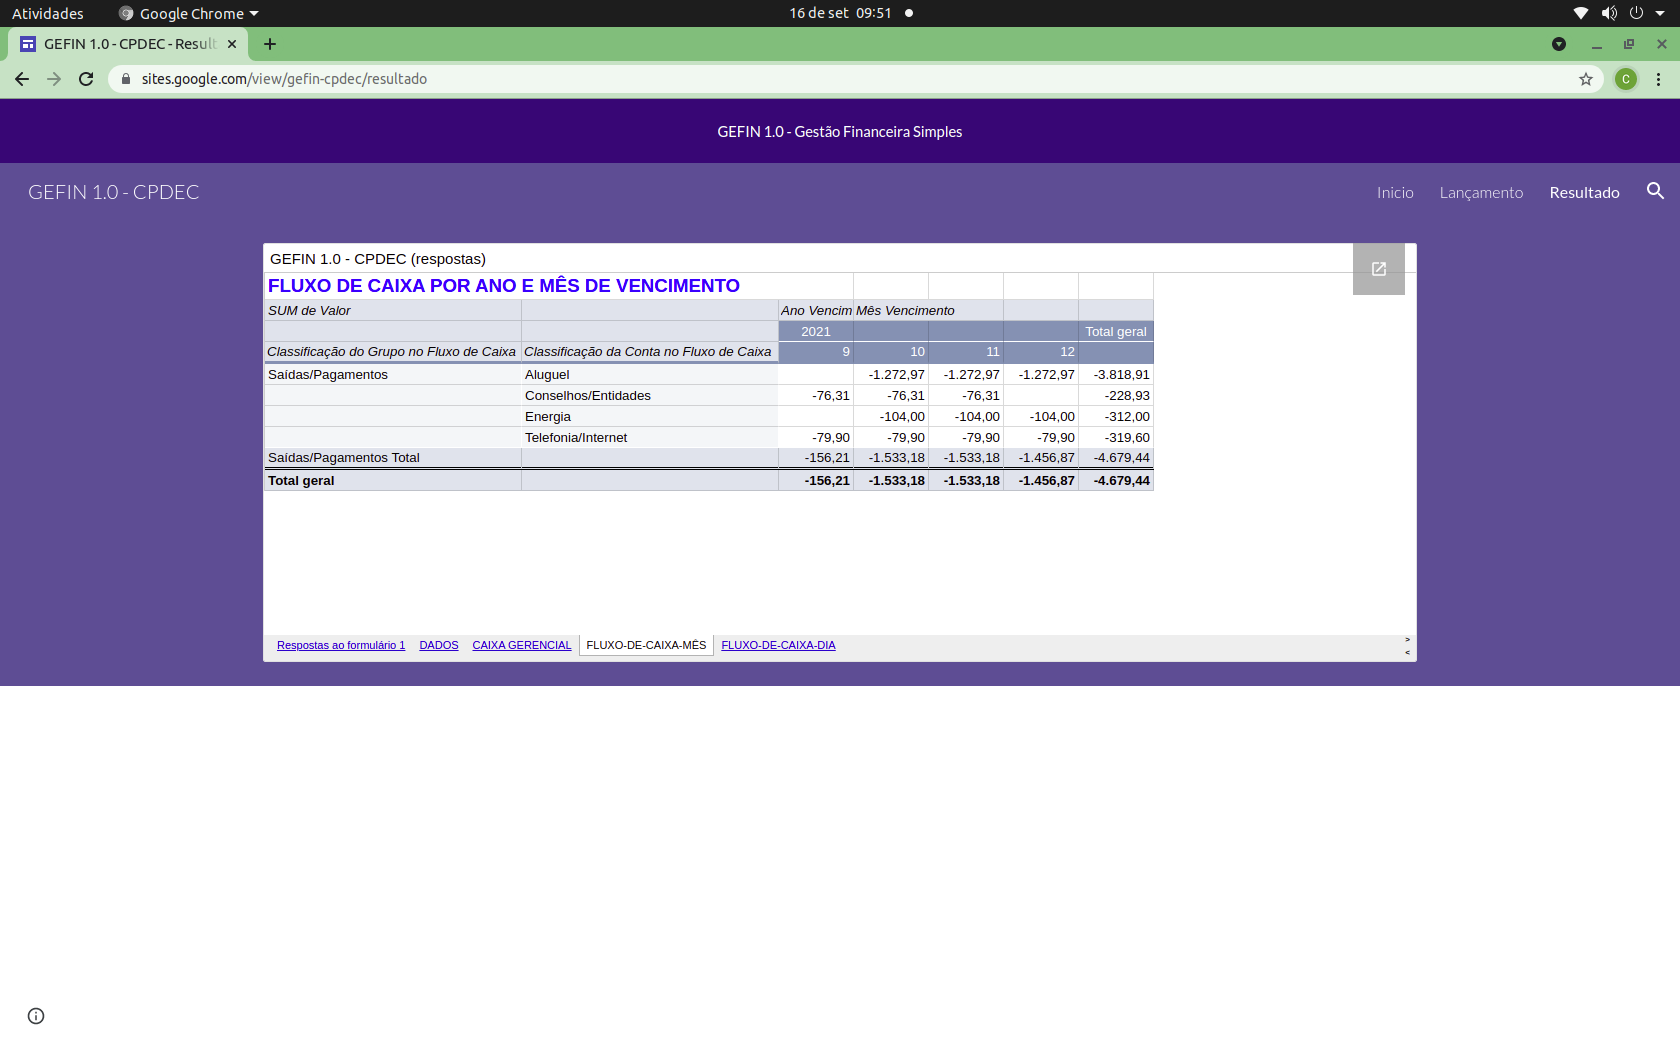 Atividades Google Chrome 16 de set 09:51
GEFIN 1.0 - CPDEC - Result
sites.google.com/view/gefin-cpdec/resultado C
GEFIN 1.0 - Gestão Financeira Simples
GEFIN 1.0 - CPDEC Inicio Lançamento Resultado
GEFIN 1.0 - CPDEC (respostas)
FLUXO DE CAIXA POR ANO E MÊS DE VENCIMENTO
SUM de Valor Ano Vencim Mês Vencimento
2021 Total geral
Classificação do Grupo no Fluxo de Caixa Classificação da Conta no Fluxo de Caixa 9 10 11 12
Saídas/Pagamentos Aluguel -1.272,97 -1.272,97 -1.272,97 -3.818,91
Conselhos/Entidades -76,31 -76,31 -76,31 -228,93
Energia -104,00 -104,00 -104,00 -312,00
Telefonia/Internet -79,90 -79,90 -79,90 -79,90 -319,60
Saídas/Pagamentos Total -156,21 -1.533,18 -1.533,18 -1.456,87 -4.679,44
Total geral -156,21 -1.533,18 -1.533,18 -1.456,87 -4.679,44
Respostas ao formulário 1 DADOS CAIXA GERENCIAL FLUXO-DE-CAIXA-MÊS FLUXO-DE-CAIXA-DIA